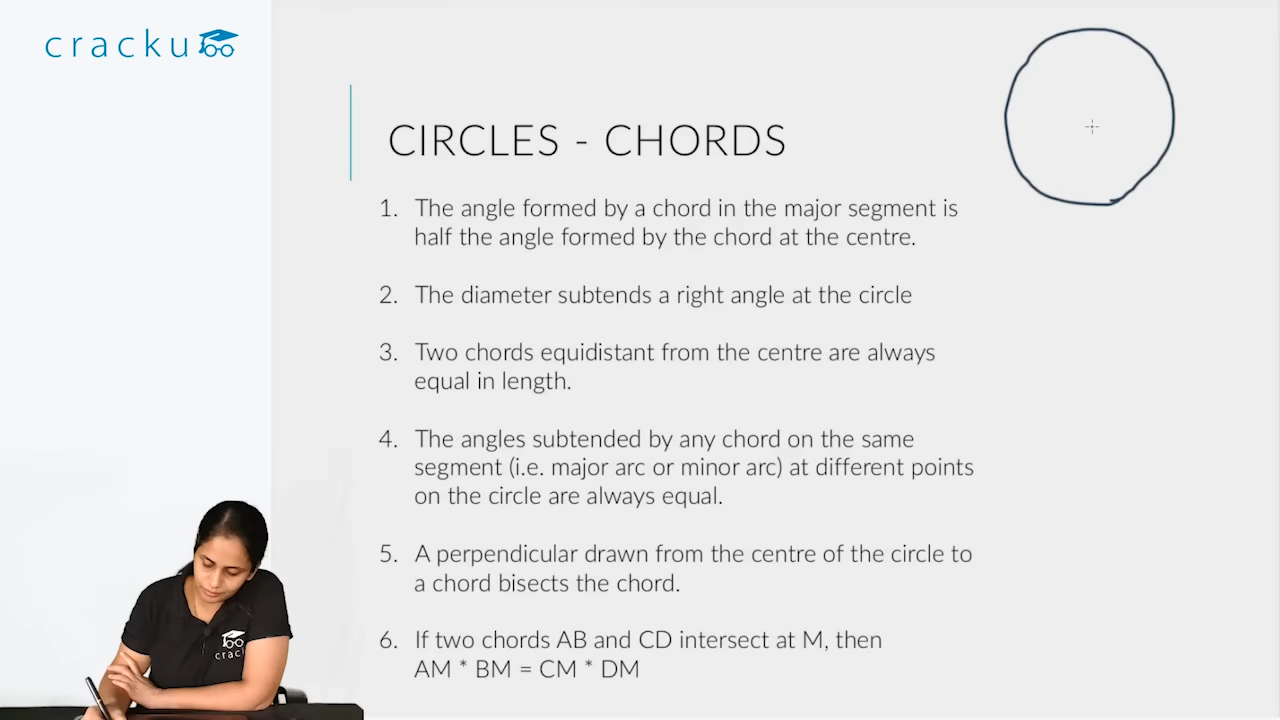 cracku
CIRCLES - CHORDS
1. The angle formed by a chord in the major segment is
half the angle formed by the chord at the centre.
2. The diameter subtends a right angle at the circle
3. Two chords equidistant from the centre are always
equal in length.
4. The angles subtended by any chord on the same
segment (i.e. major arc or minor arc) at different points
on the circle are always equal.
5. A perpendicular drawn from the centre of the circle to
a chord bisects the chord.
6. If two chords AB and CD intersect at M, then
AM * BM = CM * DM
crac